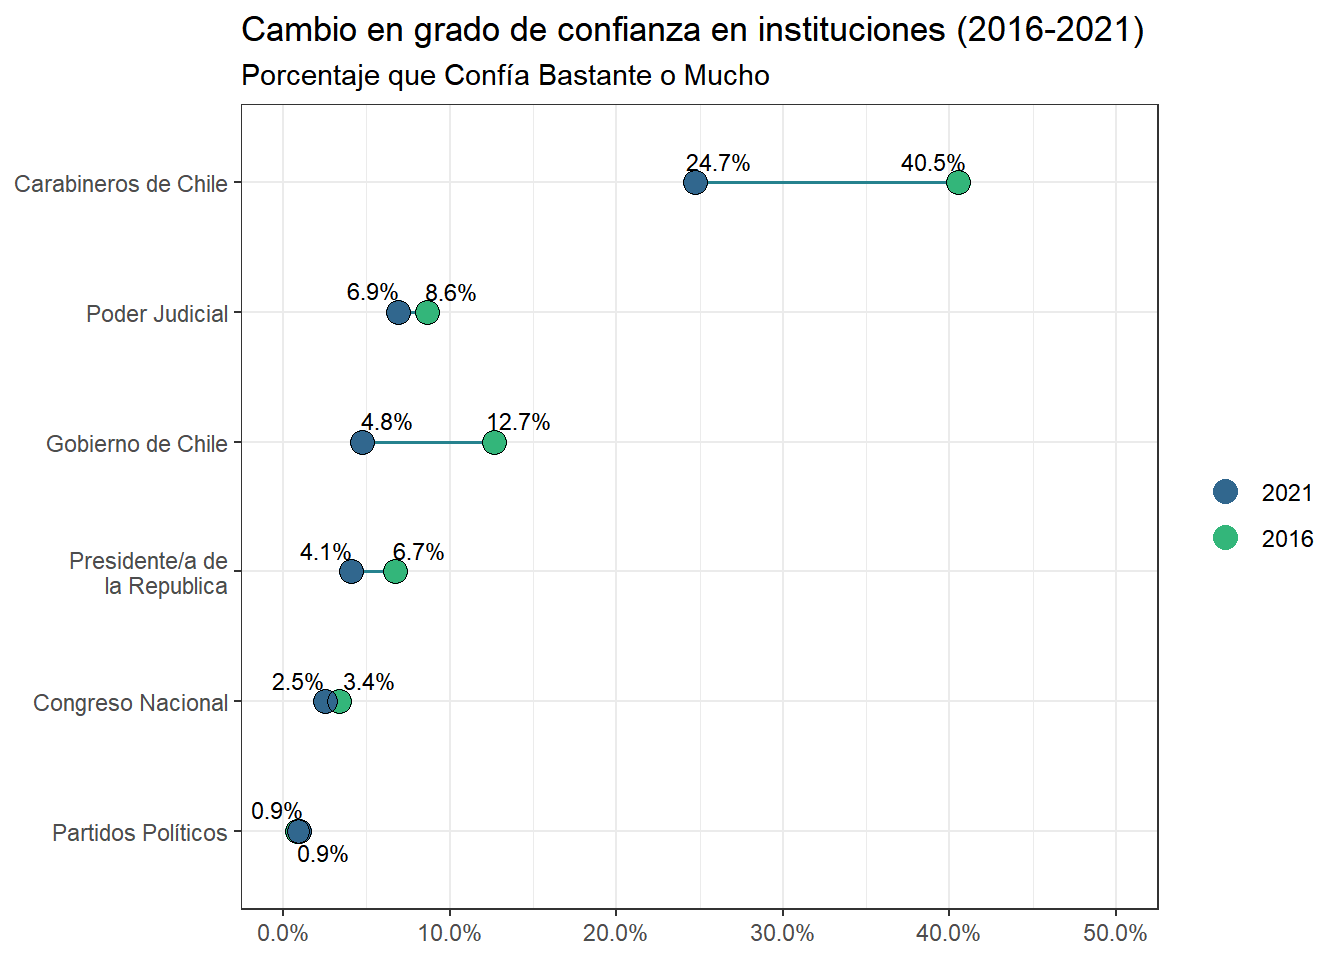 Cambio en grado de confianza en instituciones (2016-2021)
Porcentaje que Confía Bastante o Mucho
Carabineros de Chile
24.7%
40.5%
Poder Judicial
6.9%
8.6%
Gobierno de Chile
4.8%
12.7%
Presidente/a de
la Republica
4.1%
6.7%
Congreso Nacional
2.5%
3.4%
Partidos Políticos
0.9%
0.9%
2021
2016
0.0%
10.0%
20.0%
30.0%
40.0%
50.0%